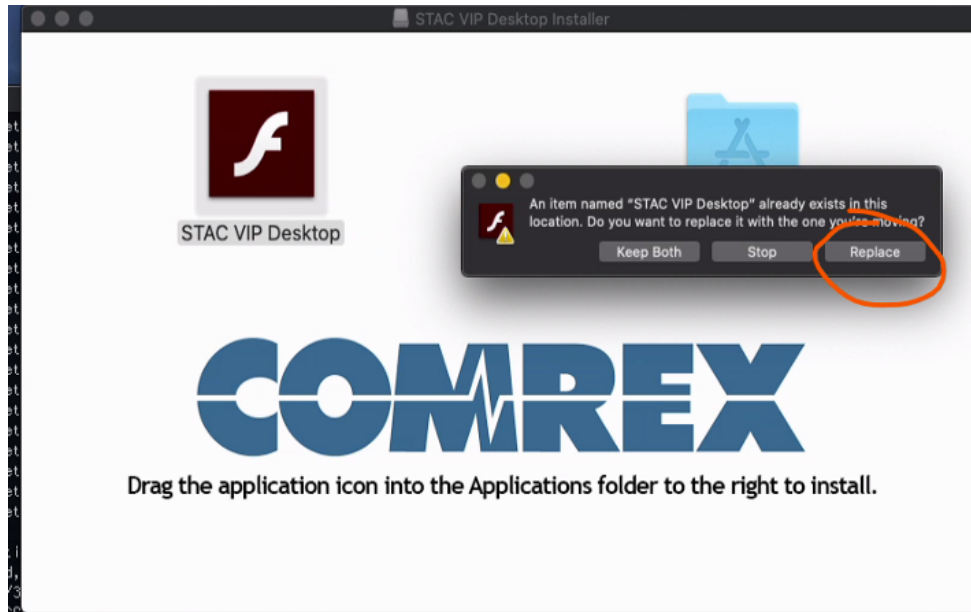 STAC VIP Desktop Installer
An item named “STAC VIP Desktop” already exists in this
location. Do you want to replace it with the one you’re moving?
Keep Both Stop Replace
STAC VIP Desktop
COMREX
Drag the application icon into the Applications folder to the right to install.